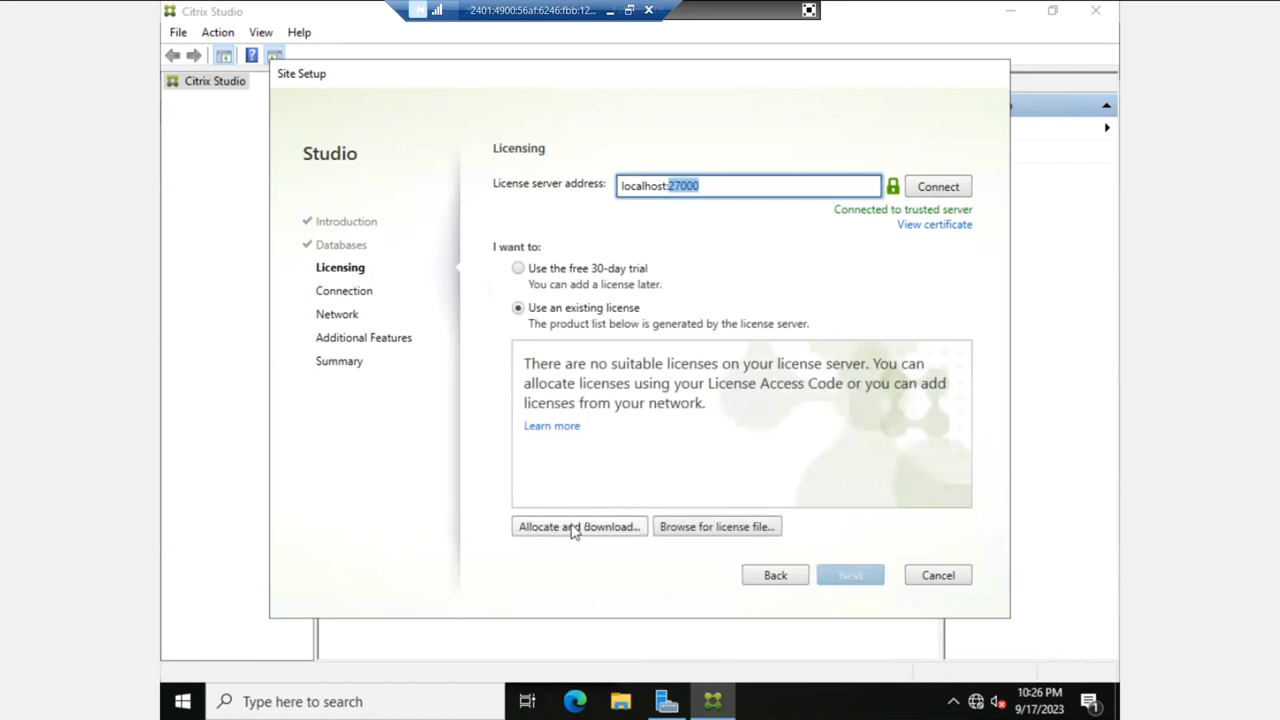 Citrix Studio
2401:4900:56af:6246:fbb:12...
File Action View Help
Citrix Studio
Site Setup
Studio
Introduction
Databases
Licensing
Connection
Network
Additional Features
Summary
Licensing
License server address: localhost:27000 Connect
Connected to trusted server
View certificate
I want to:
Use the free 30-day trial
You can add a license later.
Use an existing license
The product list below is generated by the license server.
There are no suitable licenses on your license server. You can
allocate licenses using your License Access Code or you can add
licenses from your network.
Learn more
Allocate and download... Browse for license file...
Back Next Cancel
Type here to search
10:26 PM
9/17/2023
1